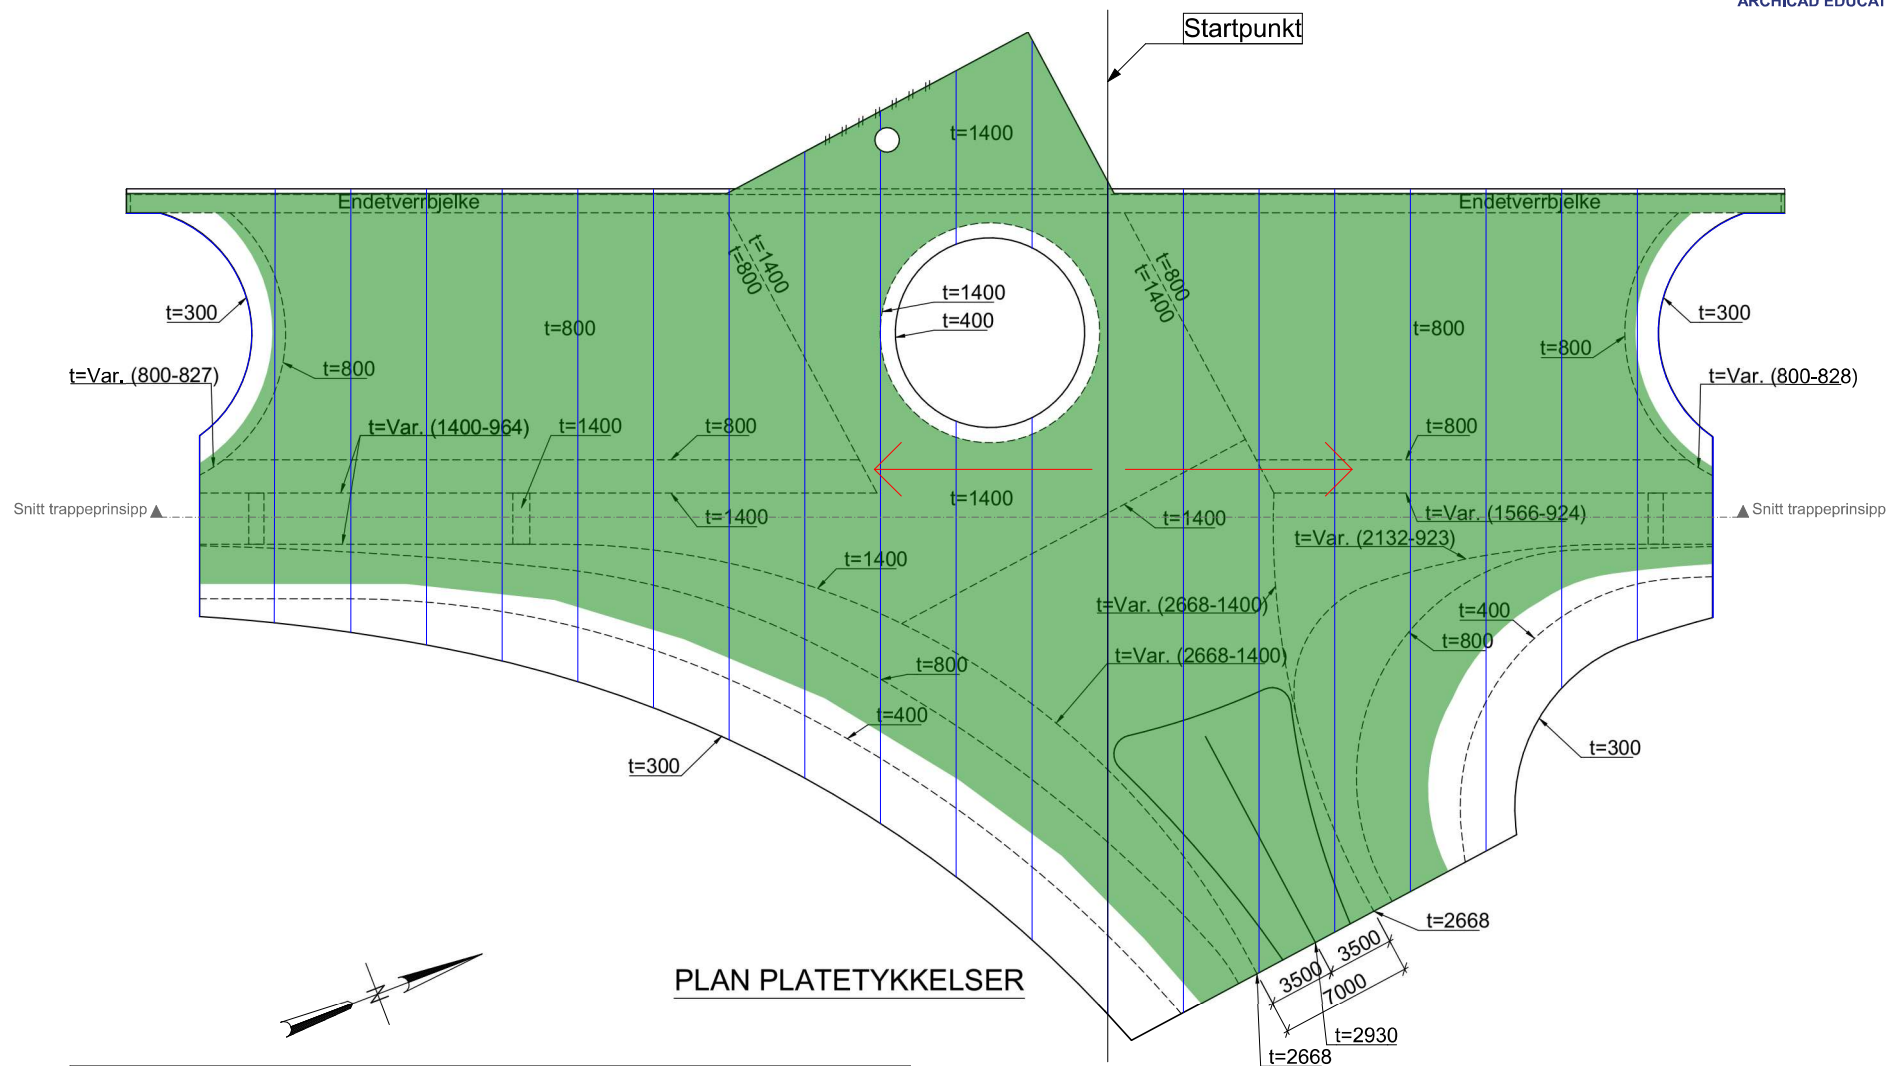 ARCHICAD EDUCAT
Startpunkt
t=1400
Endetverrbjelke
Endetverrbjelke
t=1400
t=800
t=800
t=1400
t=300
t=1400
t=400
t=300
t=800
t=800
t=800
t=800
t=Var. (800-827)
t=Var. (800-828)
t=Var. (1400-964)
t=1400
t=800
t=800
t=1400
Snitt trappeprinsipp
t=1400
t=1400
t=Var. (1566-924)
Snitt trappeprinsipp
t=Var. (2132-923)
t=1400
t=Var. (2668-1400)
t=400
t=800
t=800
t=Var. (2668-1400)
t=400
t=300
t=300
t=2668
3500
3500
7000
N
PLAN PLATETYKKELSER
t=2930
t=2668